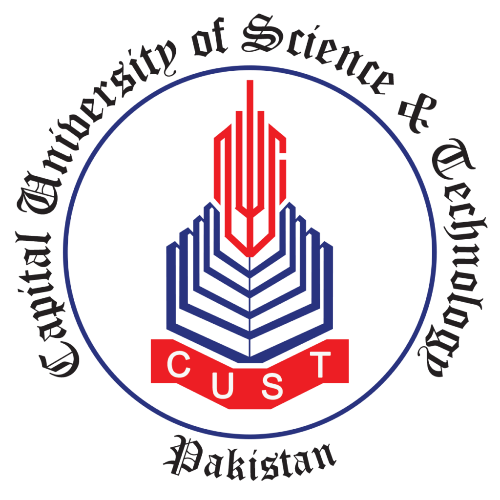 Capital University of Science & Technology
CUST
Pakistan